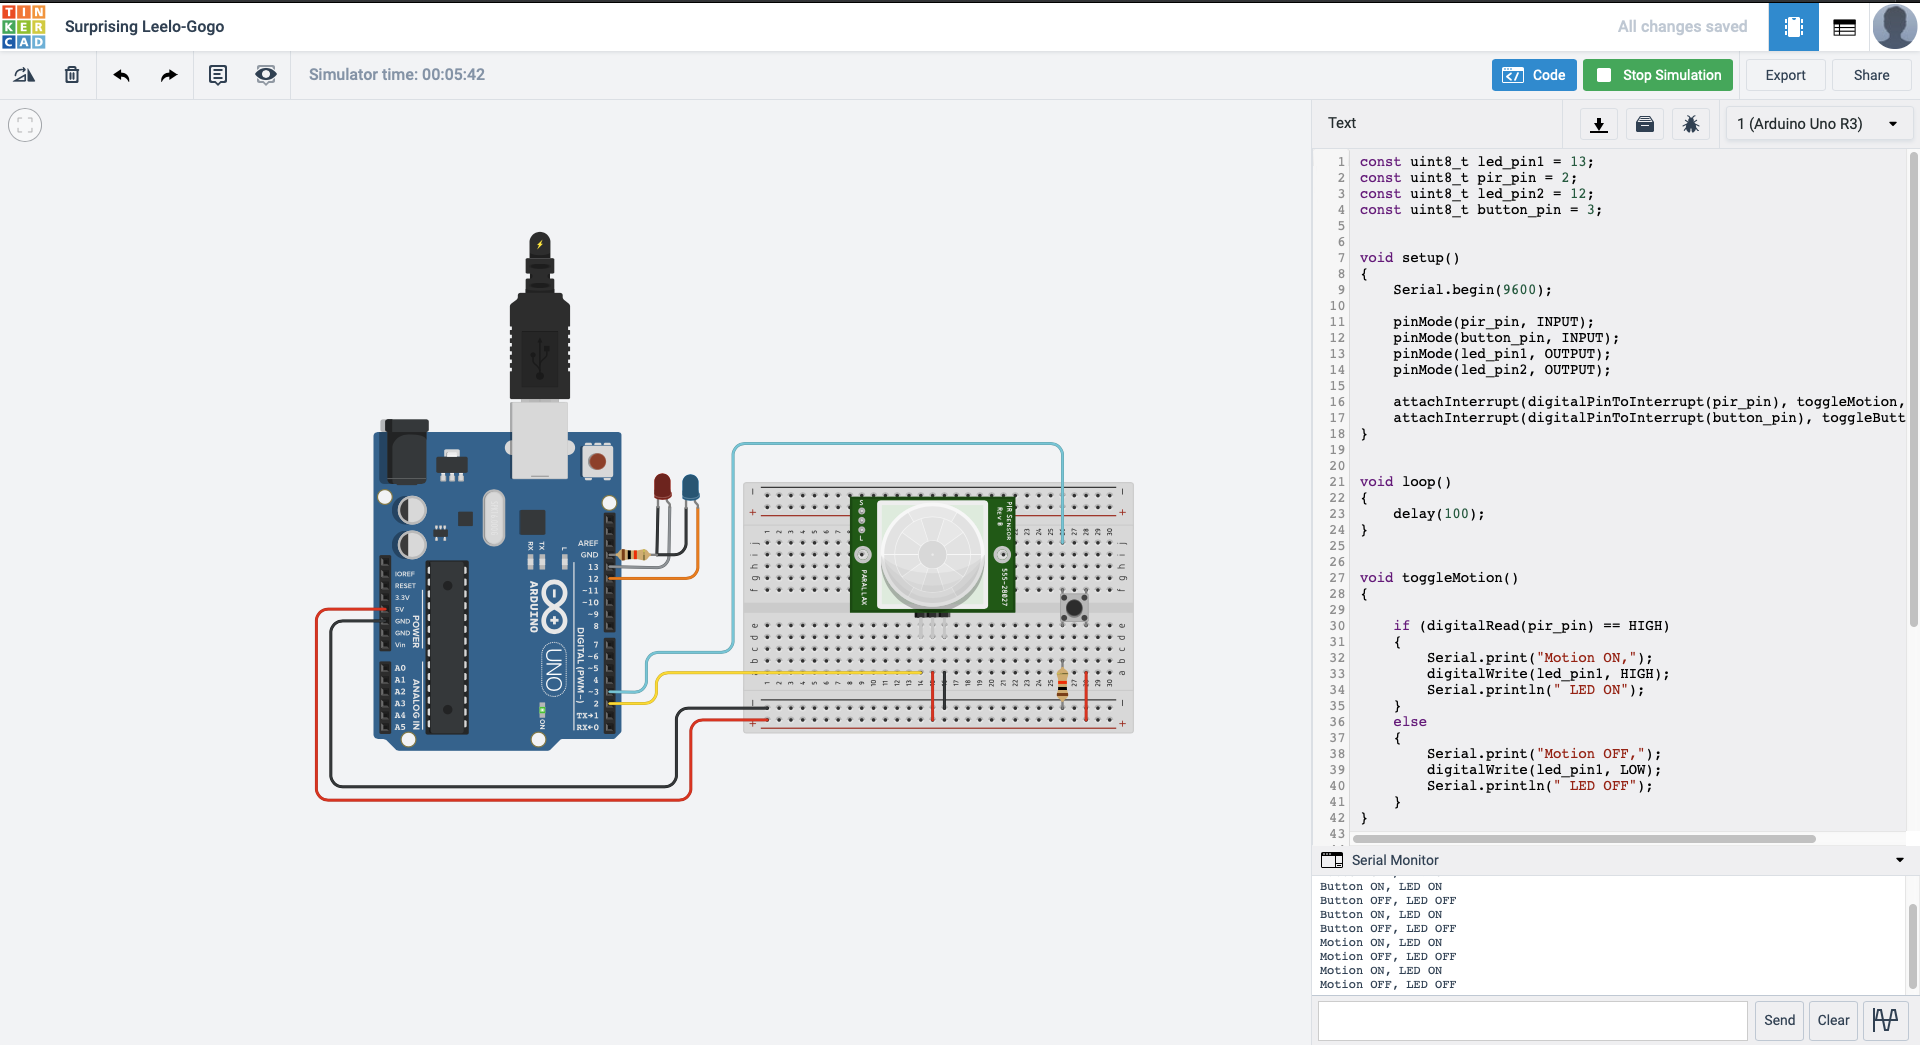 TIN
KER
CAD
Surprising Leelo-Gogo
All changes saved
Simulator time: 00:05:42
Code
Stop Simulation
Export
Share
Text
1 (Arduino Uno R3)
1 const uint8_t led_pin1 = 13;
2 const uint8_t pir_pin = 2;
3 const uint8_t led_pin2 = 12;
4 const uint8_t button_pin = 3;
5
6
7 void setup()
8 {
9 Serial.begin(9600);
10
11 pinMode(pir_pin, INPUT);
12 pinMode(button_pin, INPUT);
13 pinMode(led_pin1, OUTPUT);
14 pinMode(led_pin2, OUTPUT);
15
16 attachInterrupt(digitalPinToInterrupt(pir_pin), toggleMotion,
17 attachInterrupt(digitalPinToInterrupt(button_pin), toggleButt
18 }
19
20
21 void loop()
22 {
23 delay(100);
24 }
25
26
27 void toggleMotion()
28 {
29
30 if (digitalRead(pir_pin) == HIGH)
31 {
32 Serial.print("Motion ON,");
33 digitalWrite(led_pin1, HIGH);
34 Serial.println(" LED ON");
35 }
36 else
37 {
38 Serial.print("Motion OFF,");
39 digitalWrite(led_pin1, LOW);
40 Serial.println(" LED OFF");
41 }
42 }
43
Serial Monitor
Button ON, LED ON
Button OFF, LED OFF
Button ON, LED ON
Button OFF, LED OFF
Motion ON, LED ON
Motion OFF, LED OFF
Motion ON, LED ON
Motion OFF, LED OFF
Send
Clear
AREF
GND
13
12
~11
~10
~9
8
7
~6
~5
4
~3
2
TX→1
RX←0
DIGITAL (PWM~)
IOREF
RESET
3.3V
5V
GND
GND
Vin
POWER
A0
A1
A2
A3
A4
A5
ANALOG IN
RX
TX
L
ARDUINO
UNO
ON
PIR SENSOR
Rev B
555-28027
PARALLAX